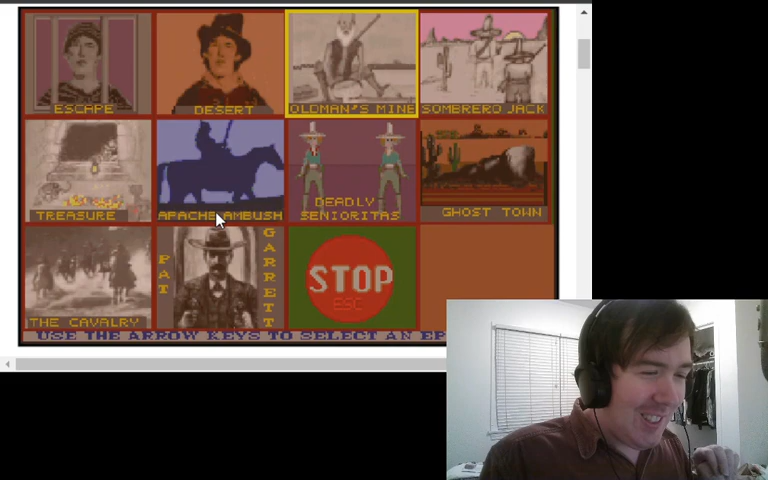 ESCAPE
DESERT
OLDMAN'S MINE
SOMBRERO JACK
TREASURE
APACHE AMBUSH
DEADLY
SENIORITAS
GHOST TOWN
THE CAVALRY
PAT
GARRETT
STOP
ESC
USE THE ARROW KEYS TO SELECT AN EP